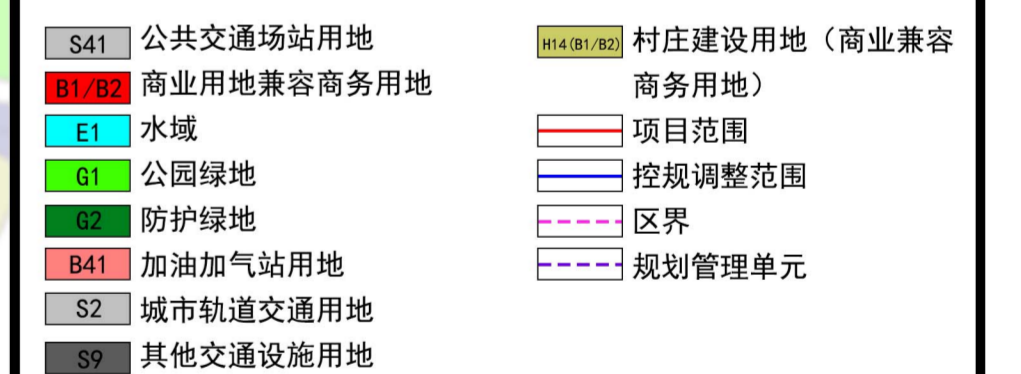 S41 公共交通场站用地
B1/B2 商业用地兼容商务用地
E1 水域
G1 公园绿地
G2 防护绿地
B41 加油加气站用地
S2 城市轨道交通用地
S9 其他交通设施用地
H14(B1/B2) 村庄建设用地（商业兼容
商务用地）
项目范围
控规调整范围
区界
规划管理单元